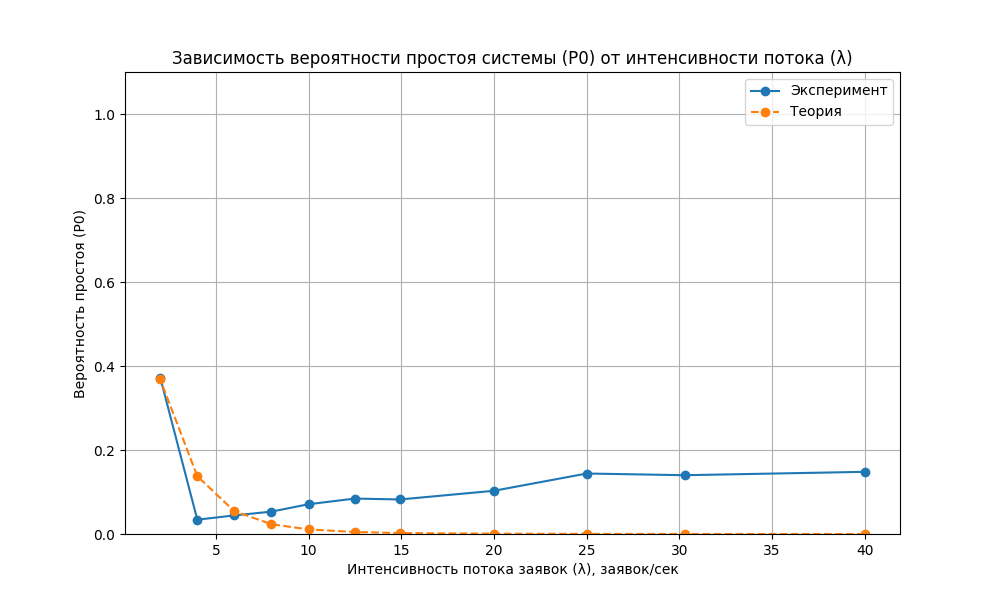 Зависимость вероятности простоя системы (P0) от интенсивности потока (λ)
Эксперимент
Теория
Вероятность простоя (P0)
1.0
0.8
0.6
0.4
0.2
0.0
5 10 15 20 25 30 35 40
Интенсивность потока заявок (λ), заявок/сек